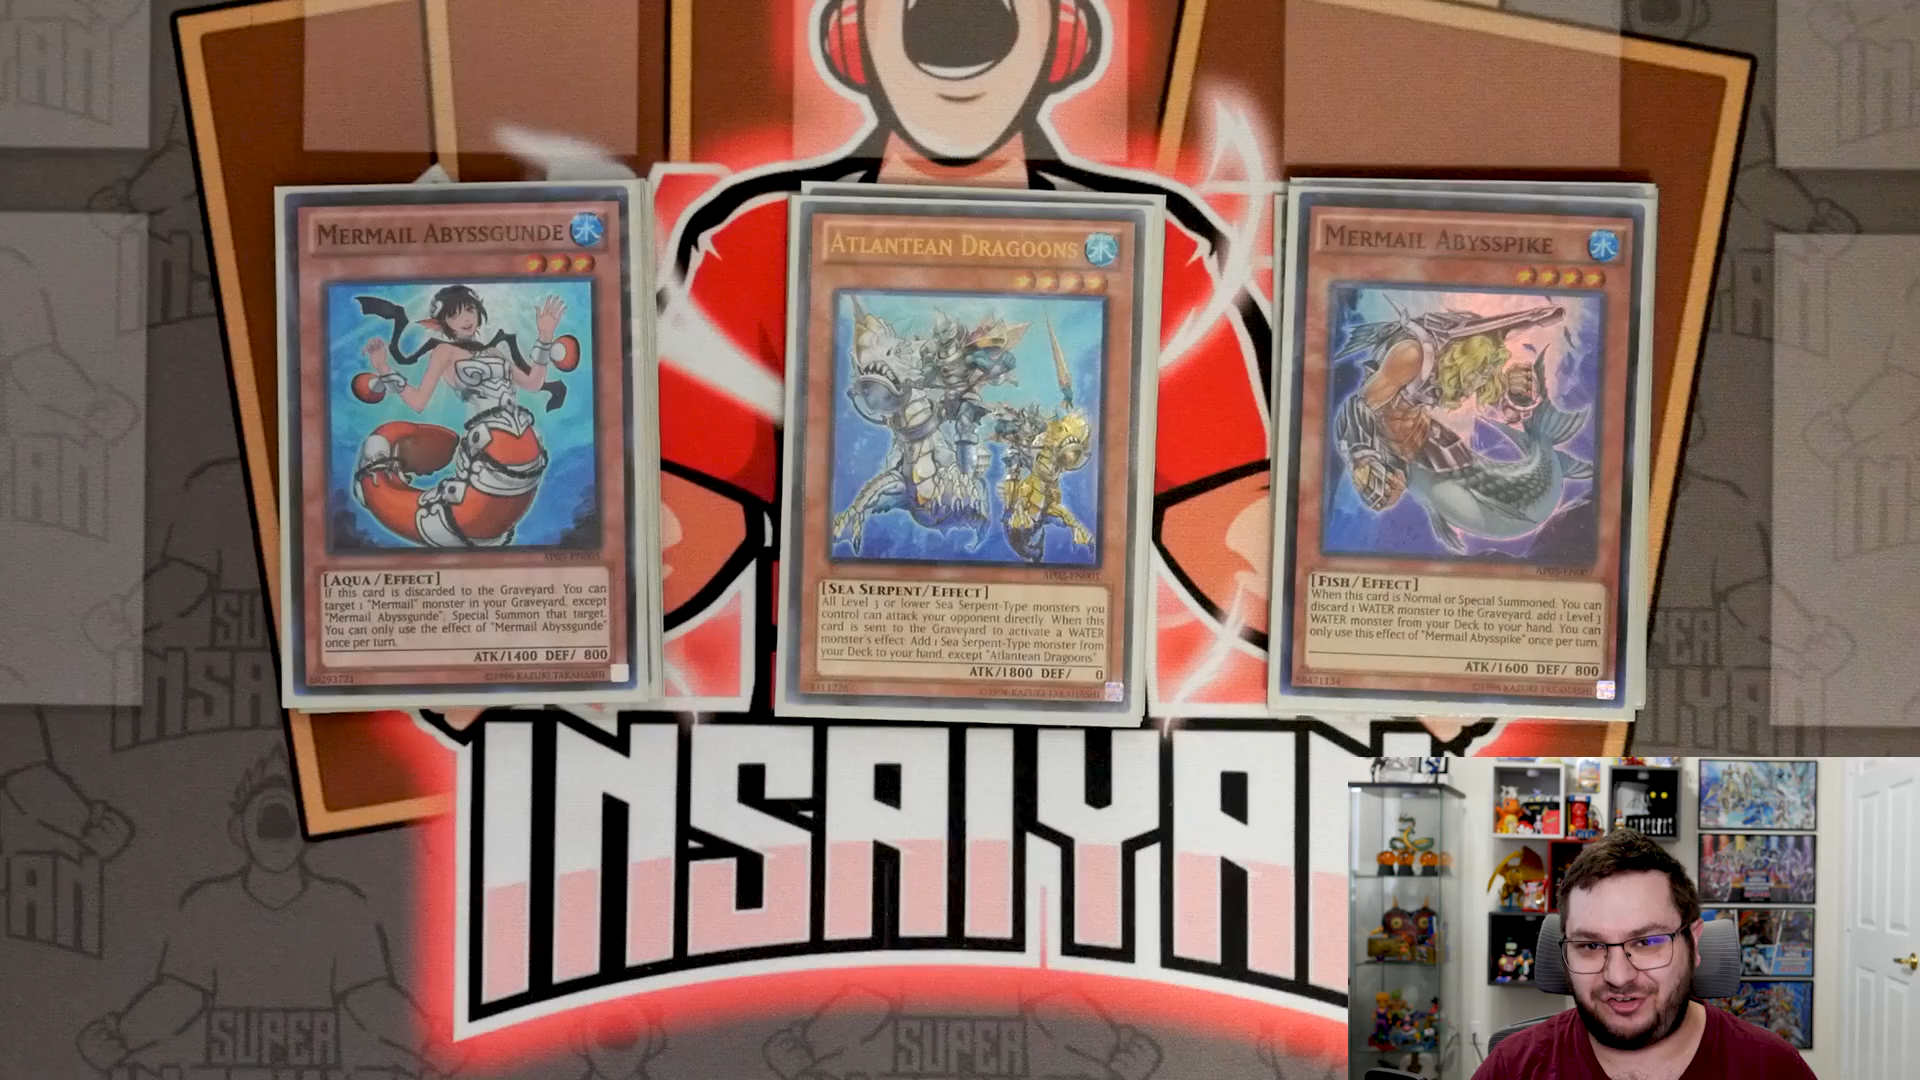 MERMAIL ABYSSGUNDE
水
[AQUA/EFFECT]
If this card is discarded to the Graveyard: You can
target 1 "Mermail" monster in your Graveyard, except
"Mermail Abyssgunde"; Special Summon that target.
You can only use the effect of "Mermail Abyssgunde"
once per turn.
ATK/1400 DEF/ 800
©1996 KAZUKI TAKAHASHI
ATLANTEAN DRAGOONS
水
[SEA SERPENT/EFFECT]
All Level 3 or lower Sea Serpent-Type monsters you
control can attack your opponent directly. When this
card is sent to the Graveyard to activate a WATER
monster's effect: Add 1 Sea Serpent-Type monster from
your Deck to your hand, except "Atlantean Dragoons".
ATK/1800 DEF/ 0
©1996 KAZUKI TAKAHASHI
MERMAIL ABYSSPIKE
水
[FISH/EFFECT]
When this card is Normal or Special Summoned: You can
discard 1 WATER monster to the Graveyard; add 1 Level 3
WATER monster from your Deck to your hand. You can
only use this effect of "Mermail Abysspike" once per turn.
ATK/1600 DEF/ 800
©1996 KAZUKI TAKAHASHI
INSAIYAN
SUPER
SUPER